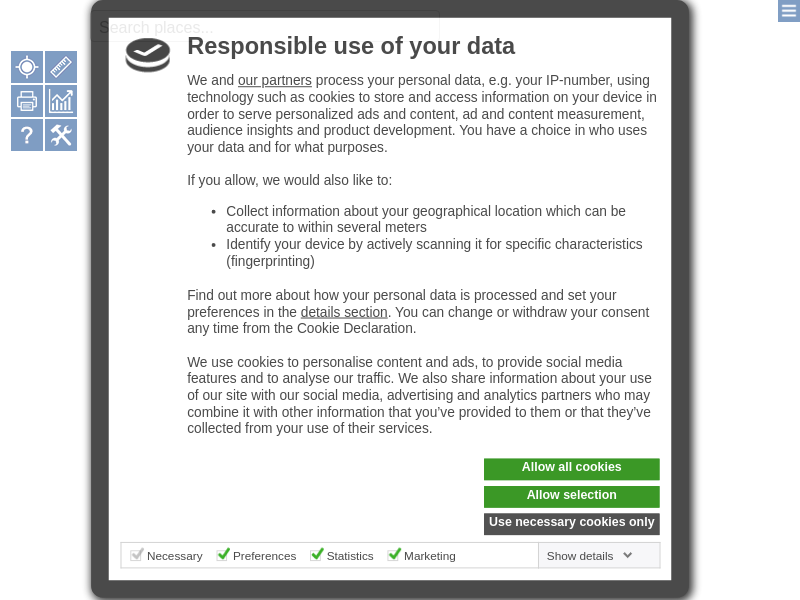 Search places...
Responsible use of your data
We and our partners process your personal data, e.g. your IP-number, using
technology such as cookies to store and access information on your device in
order to serve personalized ads and content, ad and content measurement,
audience insights and product development. You have a choice in who uses
your data and for what purposes.
If you allow, we would also like to:
• Collect information about your geographical location which can be
accurate to within several meters
• Identify your device by actively scanning it for specific characteristics
(fingerprinting)
Find out more about how your personal data is processed and set your
preferences in the details section. You can change or withdraw your consent
any time from the Cookie Declaration.
We use cookies to personalise content and ads, to provide social media
features and to analyse our traffic. We also share information about your use
of our site with our social media, advertising and analytics partners who may
combine it with other information that you’ve provided to them or that they’ve
collected from your use of their services.
Allow all cookies
Allow selection
Use necessary cookies only
Necessary Preferences Statistics Marketing Show details
?